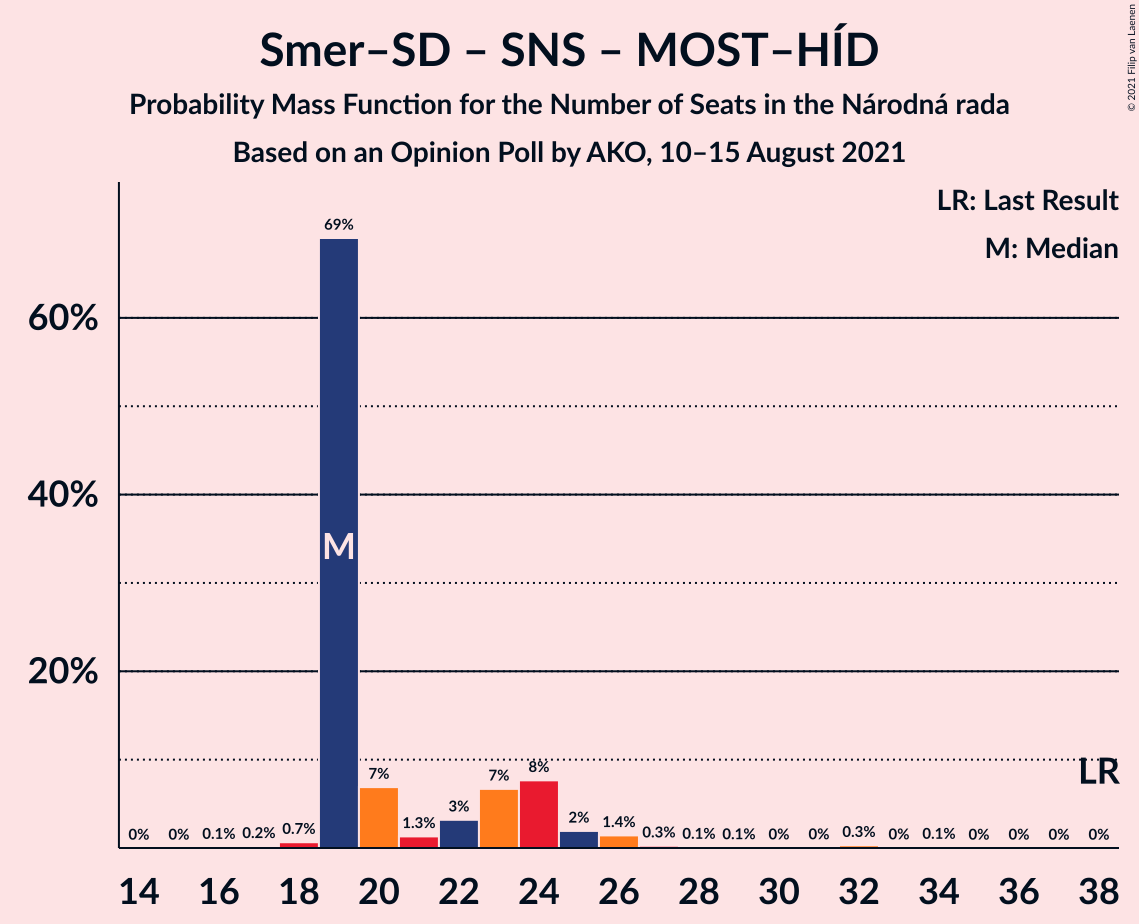 Smer–SD – SNS – MOST–HÍD
Probability Mass Function for the Number of Seats in the Národná rada
Based on an Opinion Poll by AKO, 10–15 August 2021
© 2021 Filip van Laenen
LR: Last Result
M: Median
60%
40%
20%
69%
M
LR
0% 0% 0.1% 0.2% 0.7% 7% 1.3% 3% 7% 8% 2% 1.4% 0.3% 0.1% 0.1% 0% 0% 0.3% 0% 0.1% 0% 0% 0% 0%
14 16 18 20 22 24 26 28 30 32 34 36 38